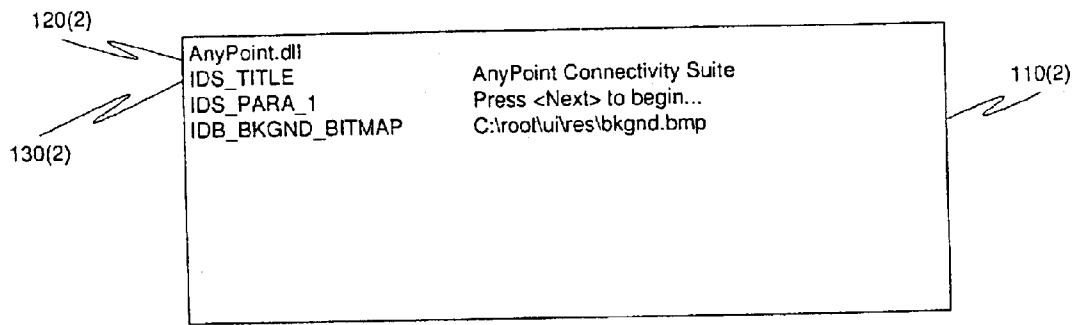 120(2)
AnyPoint.dll
IDS_TITLE AnyPoint Connectivity Suite
IDS_PARA_1 Press <Next> to begin...
IDB_BKGND_BITMAP C:\root\ui\res\bkgnd.bmp
110(2)
130(2)